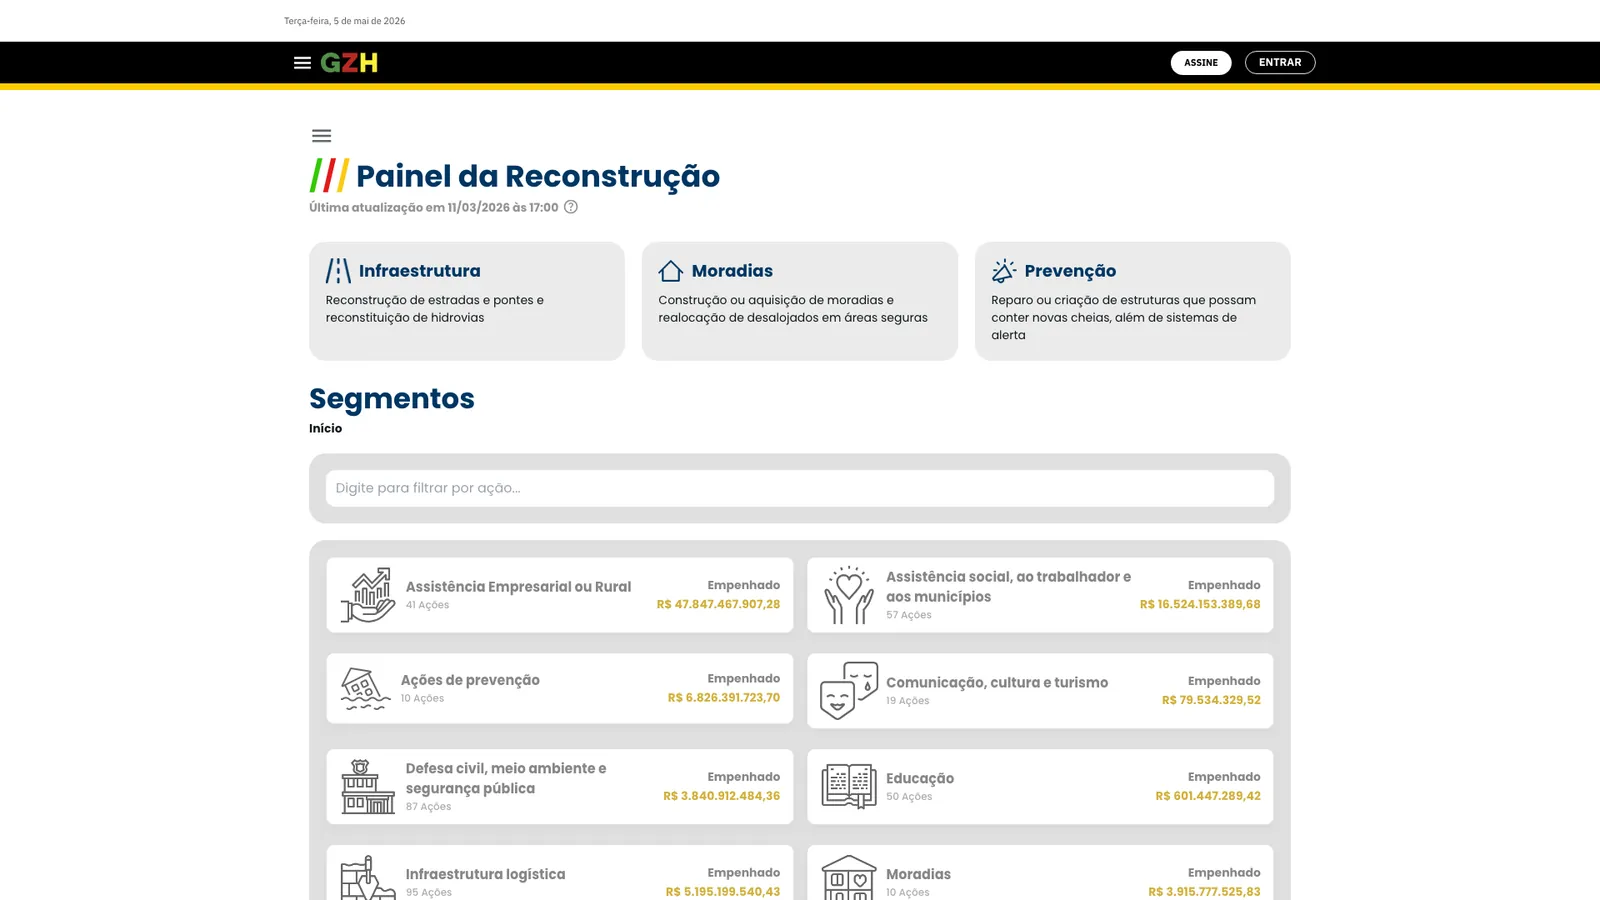 Terça-feira, 5 de mai de 2026
GZH
ASSINE
ENTRAR
Painel da Reconstrução
Última atualização em 11/03/2026 às 17:00 ?
Infraestrutura
Reconstrução de estradas e pontes e
reconstituição de hidrovias
Moradias
Construção ou aquisição de moradias e
realocação de desalojados em áreas seguras
Prevenção
Reparo ou criação de estruturas que possam
conter novas cheias, além de sistemas de
alerta
Segmentos
Início
Digite para filtrar por ação...
Assistência Empresarial ou Rural
41 Ações
Empenhado
R$ 47.847.467.907,28
Assistência social, ao trabalhador e
aos municípios
57 Ações
Empenhado
R$ 16.524.153.389,68
Ações de prevenção
10 Ações
Empenhado
R$ 6.826.391.723,70
Comunicação, cultura e turismo
19 Ações
Empenhado
R$ 79.534.329,52
Defesa civil, meio ambiente e
segurança pública
87 Ações
Empenhado
R$ 3.840.912.484,36
Educação
50 Ações
Empenhado
R$ 601.447.289,42
Infraestrutura logística
95 Ações
Empenhado
R$ 5.195.199.540,43
Moradias
10 Ações
Empenhado
R$ 3.915.777.525,83